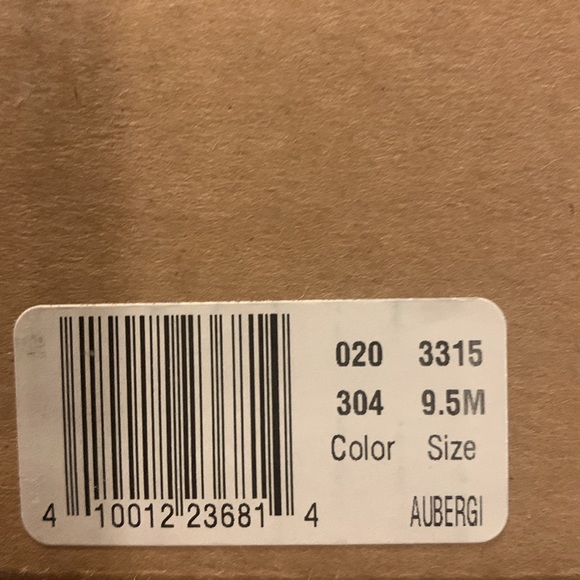 020 3315
304 9.5M
Color Size
AUBERGI
4 10012 23681 4